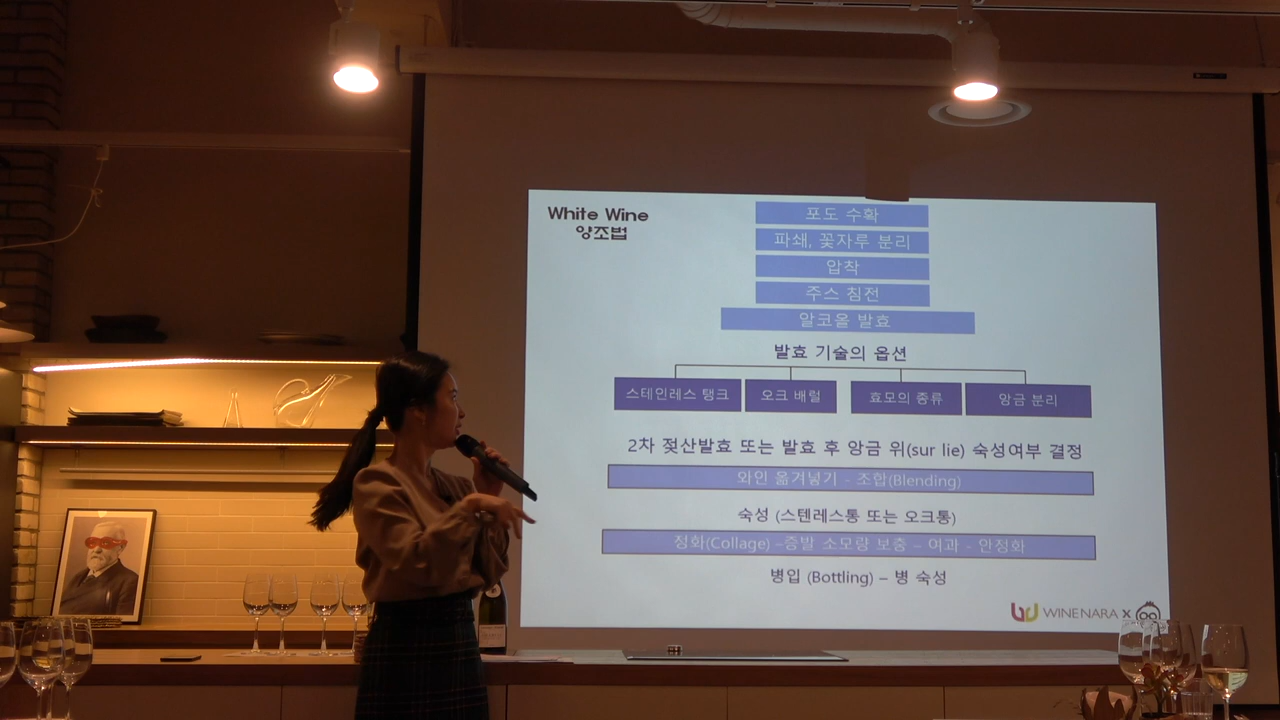 White Wine
양조법
포도 수확
파쇄, 꽃자루 분리
압착
주스 침전
알코올 발효
발효 기술의 옵션
스테인레스 탱크 오크 배럴 효모의 종류 앙금 분리
2차 젖산발효 또는 발효 후 앙금 위(sur lie) 숙성여부 결정
와인 옮겨넣기 - 조합(Blending)
숙성 (스텐레스통 또는 오크통)
정화(Collage) –증발 소모량 보충 – 여과 - 안정화
병입 (Bottling) – 병 숙성
WINENARA X